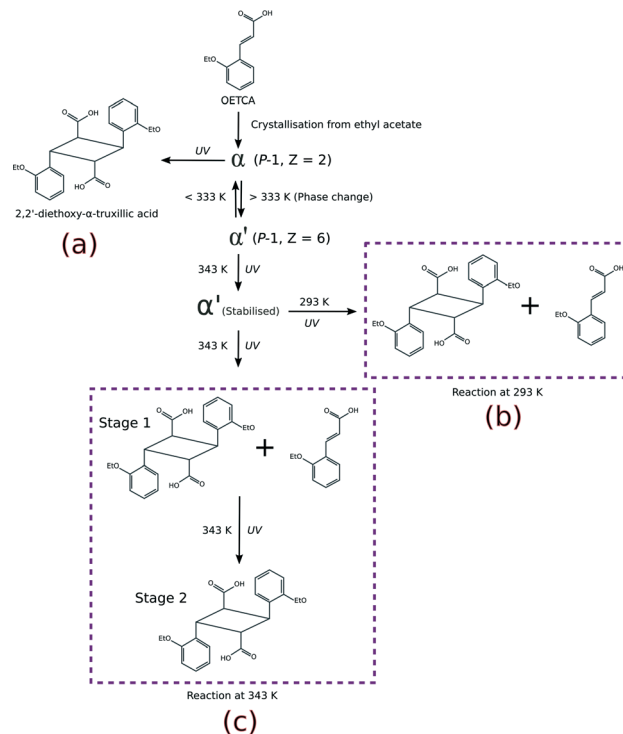 O
OH
EtO
OETCA
Crystallisation from ethyl acetate
O
OH
EtO
EtO
HO
O
2,2'-diethoxy-α-truxillic acid
(a)
UV
α (P-1, Z = 2)
< 333 K
> 333 K (Phase change)
α' (P-1, Z = 6)
343 K
UV
α' (Stabilised)
293 K
UV
343 K
UV
O
OH
EtO
EtO
HO
O
+
O
OH
EtO
Reaction at 293 K
(b)
Stage 1
O
OH
EtO
EtO
HO
O
+
O
OH
EtO
343 K
UV
Stage 2
O
OH
EtO
EtO
HO
O
Reaction at 343 K
(c)